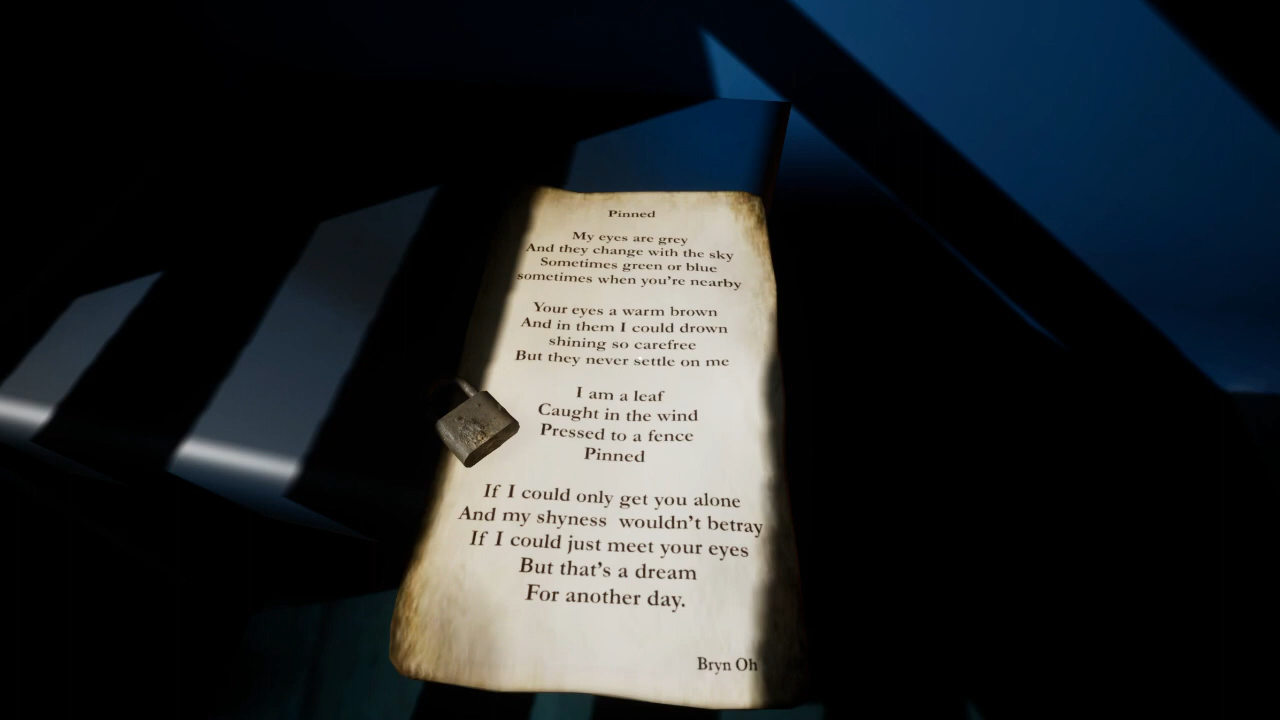 Pinned
My eyes are grey
And they change with the sky
Sometimes green or blue
sometimes when you're nearby
Your eyes a warm brown
And in them I could drown
shining so carefree
But they never settle on me
I am a leaf
Caught in the wind
Pressed to a fence
Pinned
If I could only get you alone
And my shyness  wouldn't betray
If I could just meet your eyes
But that's a dream
For another day.
Bryn Oh